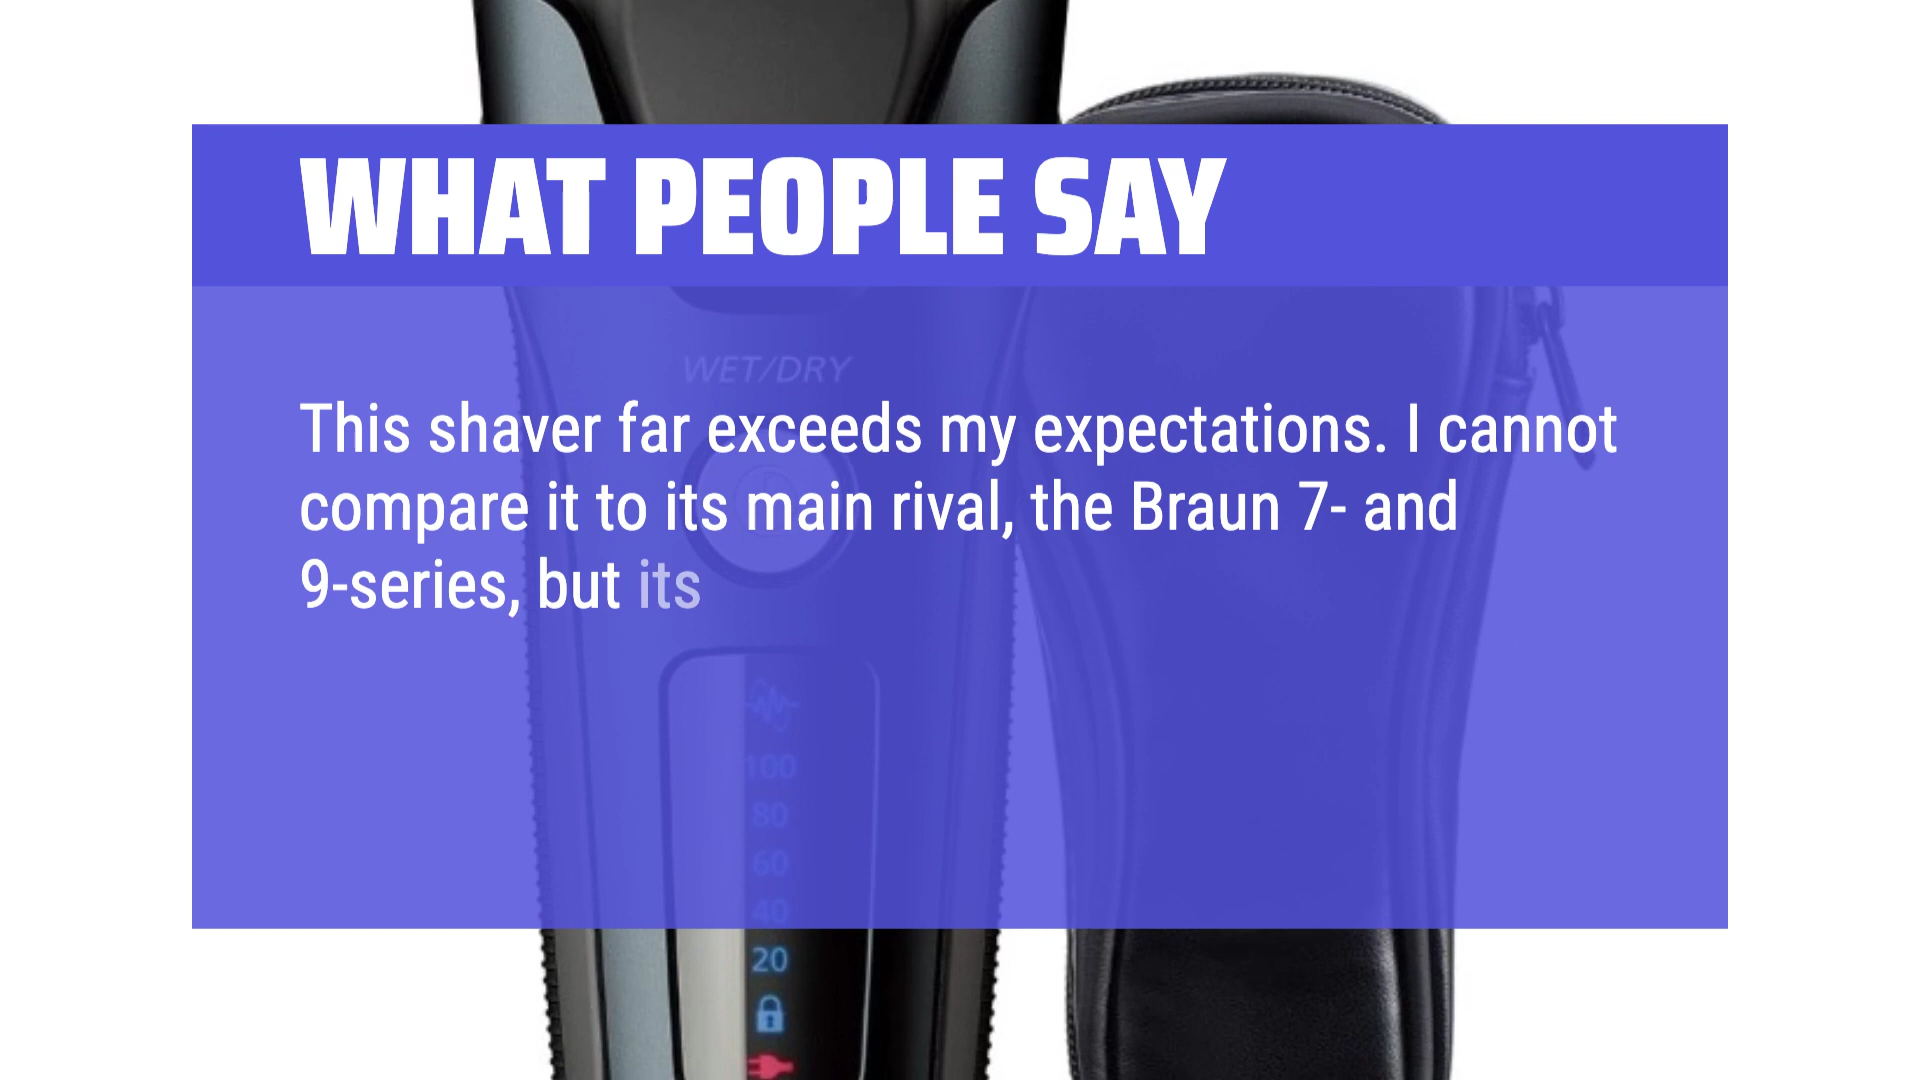 WHAT PEOPLE SAY
WET/DRY
This shaver far exceeds my expectations. I cannot
compare it to its main rival, the Braun 7- and
9-series, but its
100
80
60
40
20